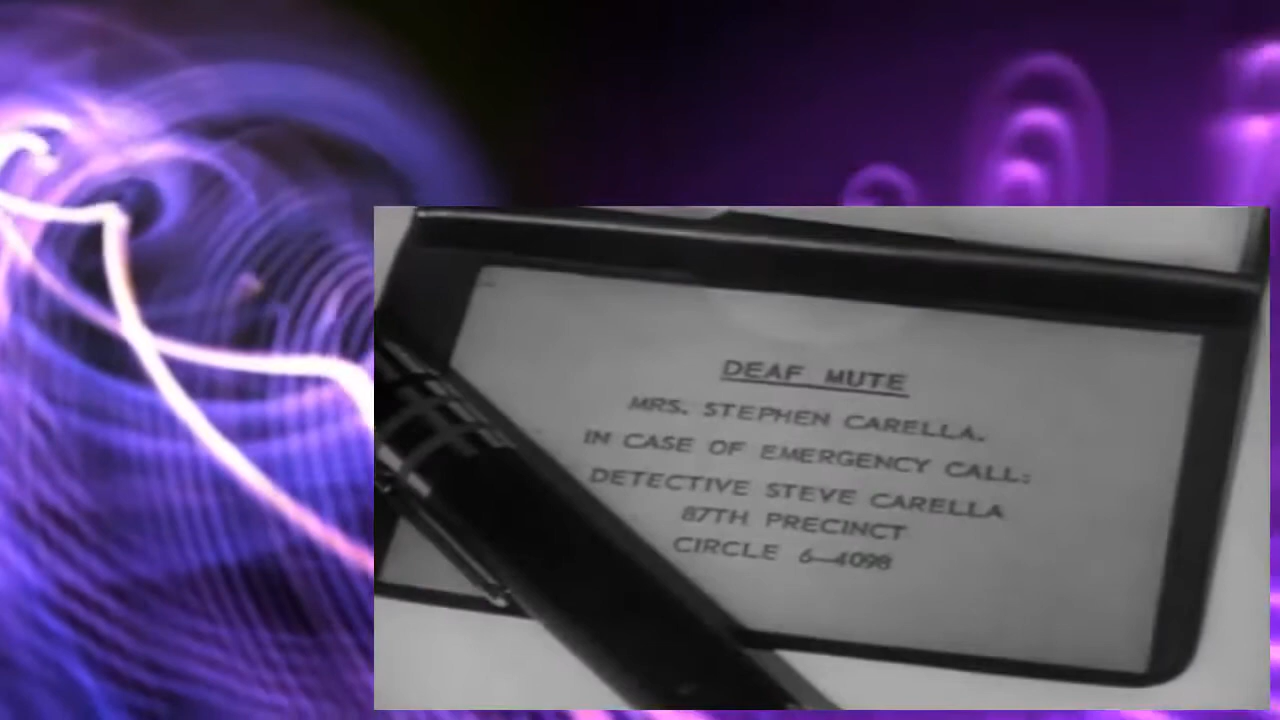 DEAF MUTE
MRS. STEPHEN CARELLA.
IN CASE OF EMERGENCY CALL:
DETECTIVE STEVE CARELLA
87TH PRECINCT
CIRCLE 6-4098